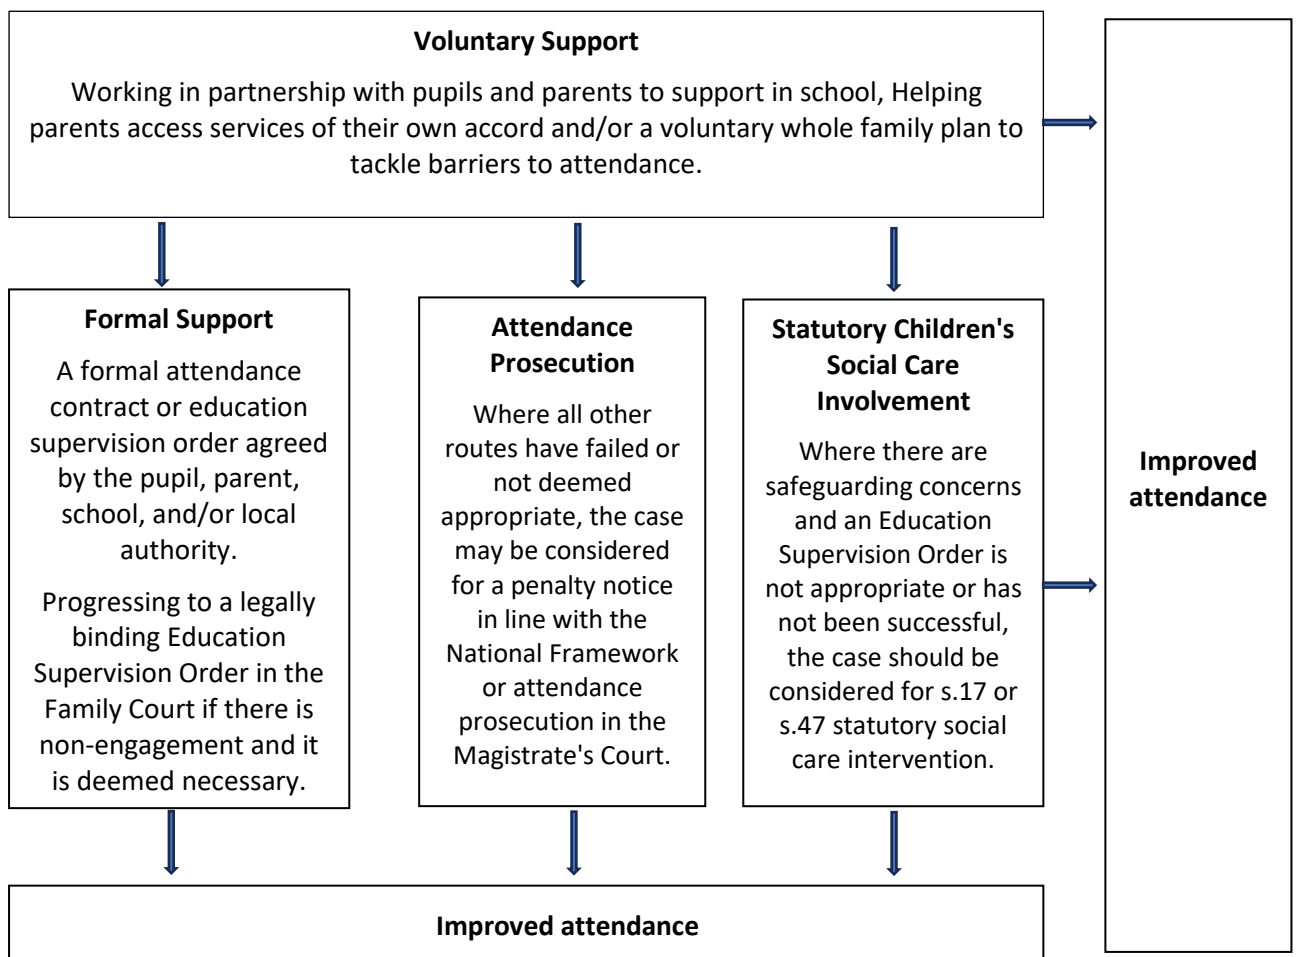 Voluntary Support
Working in partnership with pupils and parents to support in school, Helping
parents access services of their own accord and/or a voluntary whole family plan to
tackle barriers to attendance.
Formal Support
A formal attendance
contract or education
supervision order agreed
by the pupil, parent,
school, and/or local
authority.
Progressing to a legally
binding Education
Supervision Order in the
Family Court if there is
non-engagement and it
is deemed necessary.
Attendance
Prosecution
Where all other
routes have failed or
not deemed
appropriate, the case
may be considered
for a penalty notice
in line with the
National Framework
or attendance
prosecution in the
Magistrate's Court.
Statutory Children's
Social Care
Involvement
Where there are
safeguarding concerns
and an Education
Supervision Order is
not appropriate or has
not been successful,
the case should be
considered for s.17 or
s.47 statutory social
care intervention.
Improved
attendance
Improved attendance